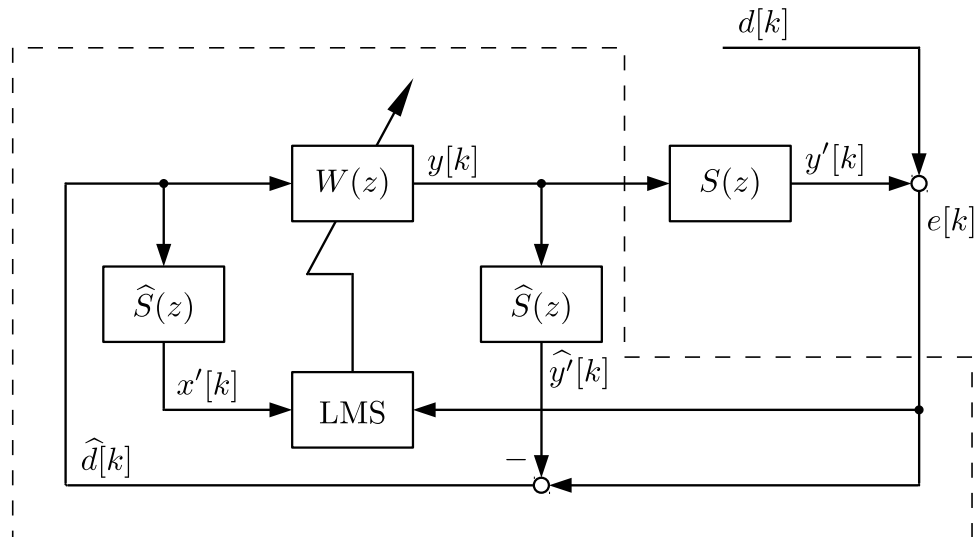 d[k]
W(z)
y[k]
S(z)
y′[k]
e[k]
Ŝ(z)
Ŝ(z)
x′[k]
ŷ′[k]
LMS
d̂[k]
−